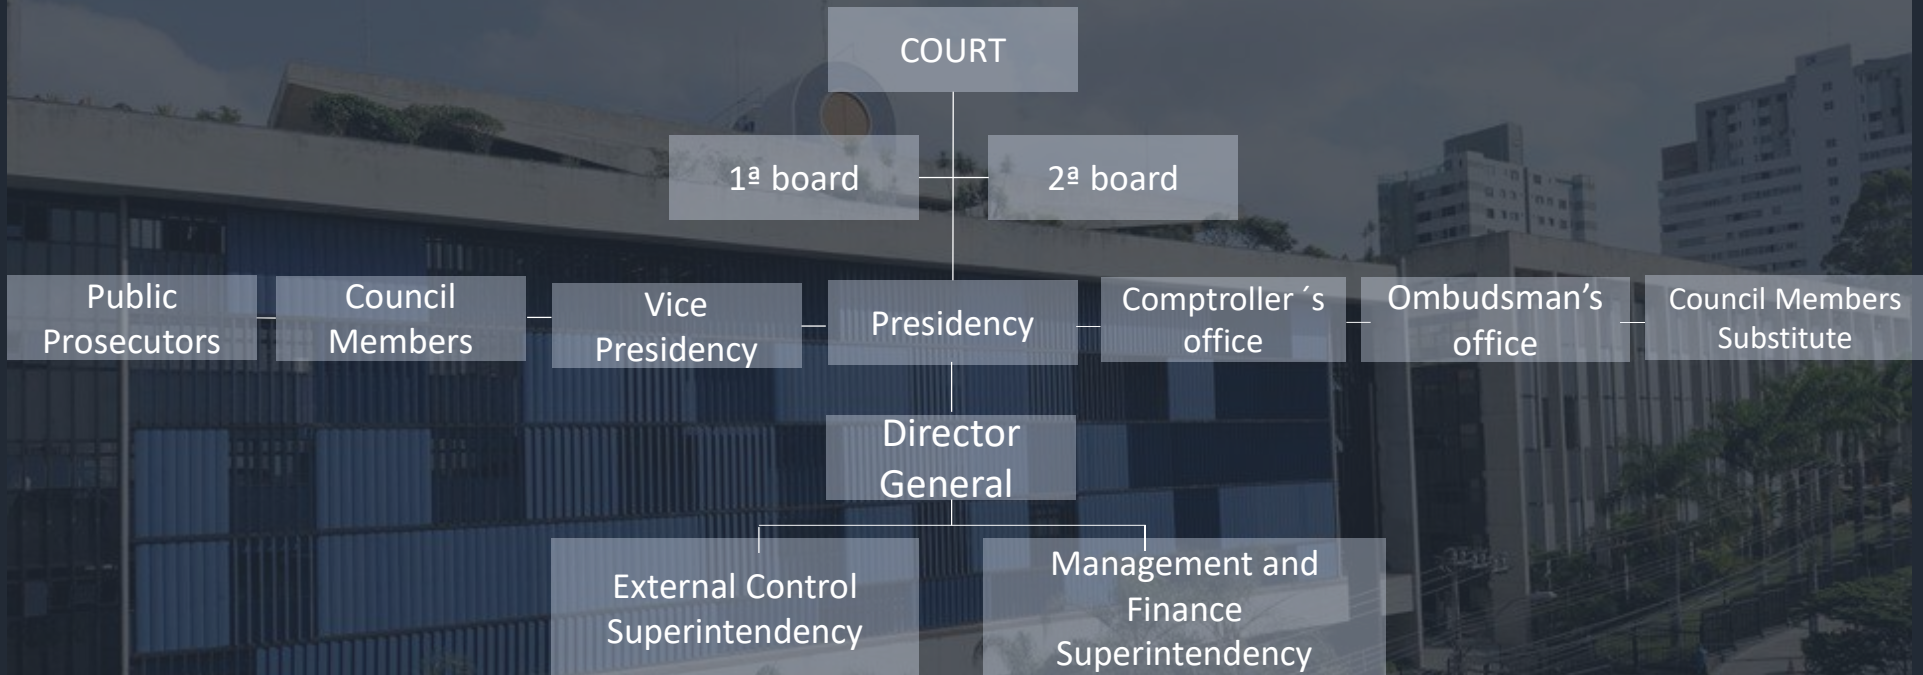 COURT
1ª board
2ª board
Public
Prosecutors
Council
Members
Vice
Presidency
Presidency
Comptroller ´s
office
Ombudsman’s
office
Council Members
Substitute
Director
General
External Control
Superintendency
Management and
Finance
Superintendency